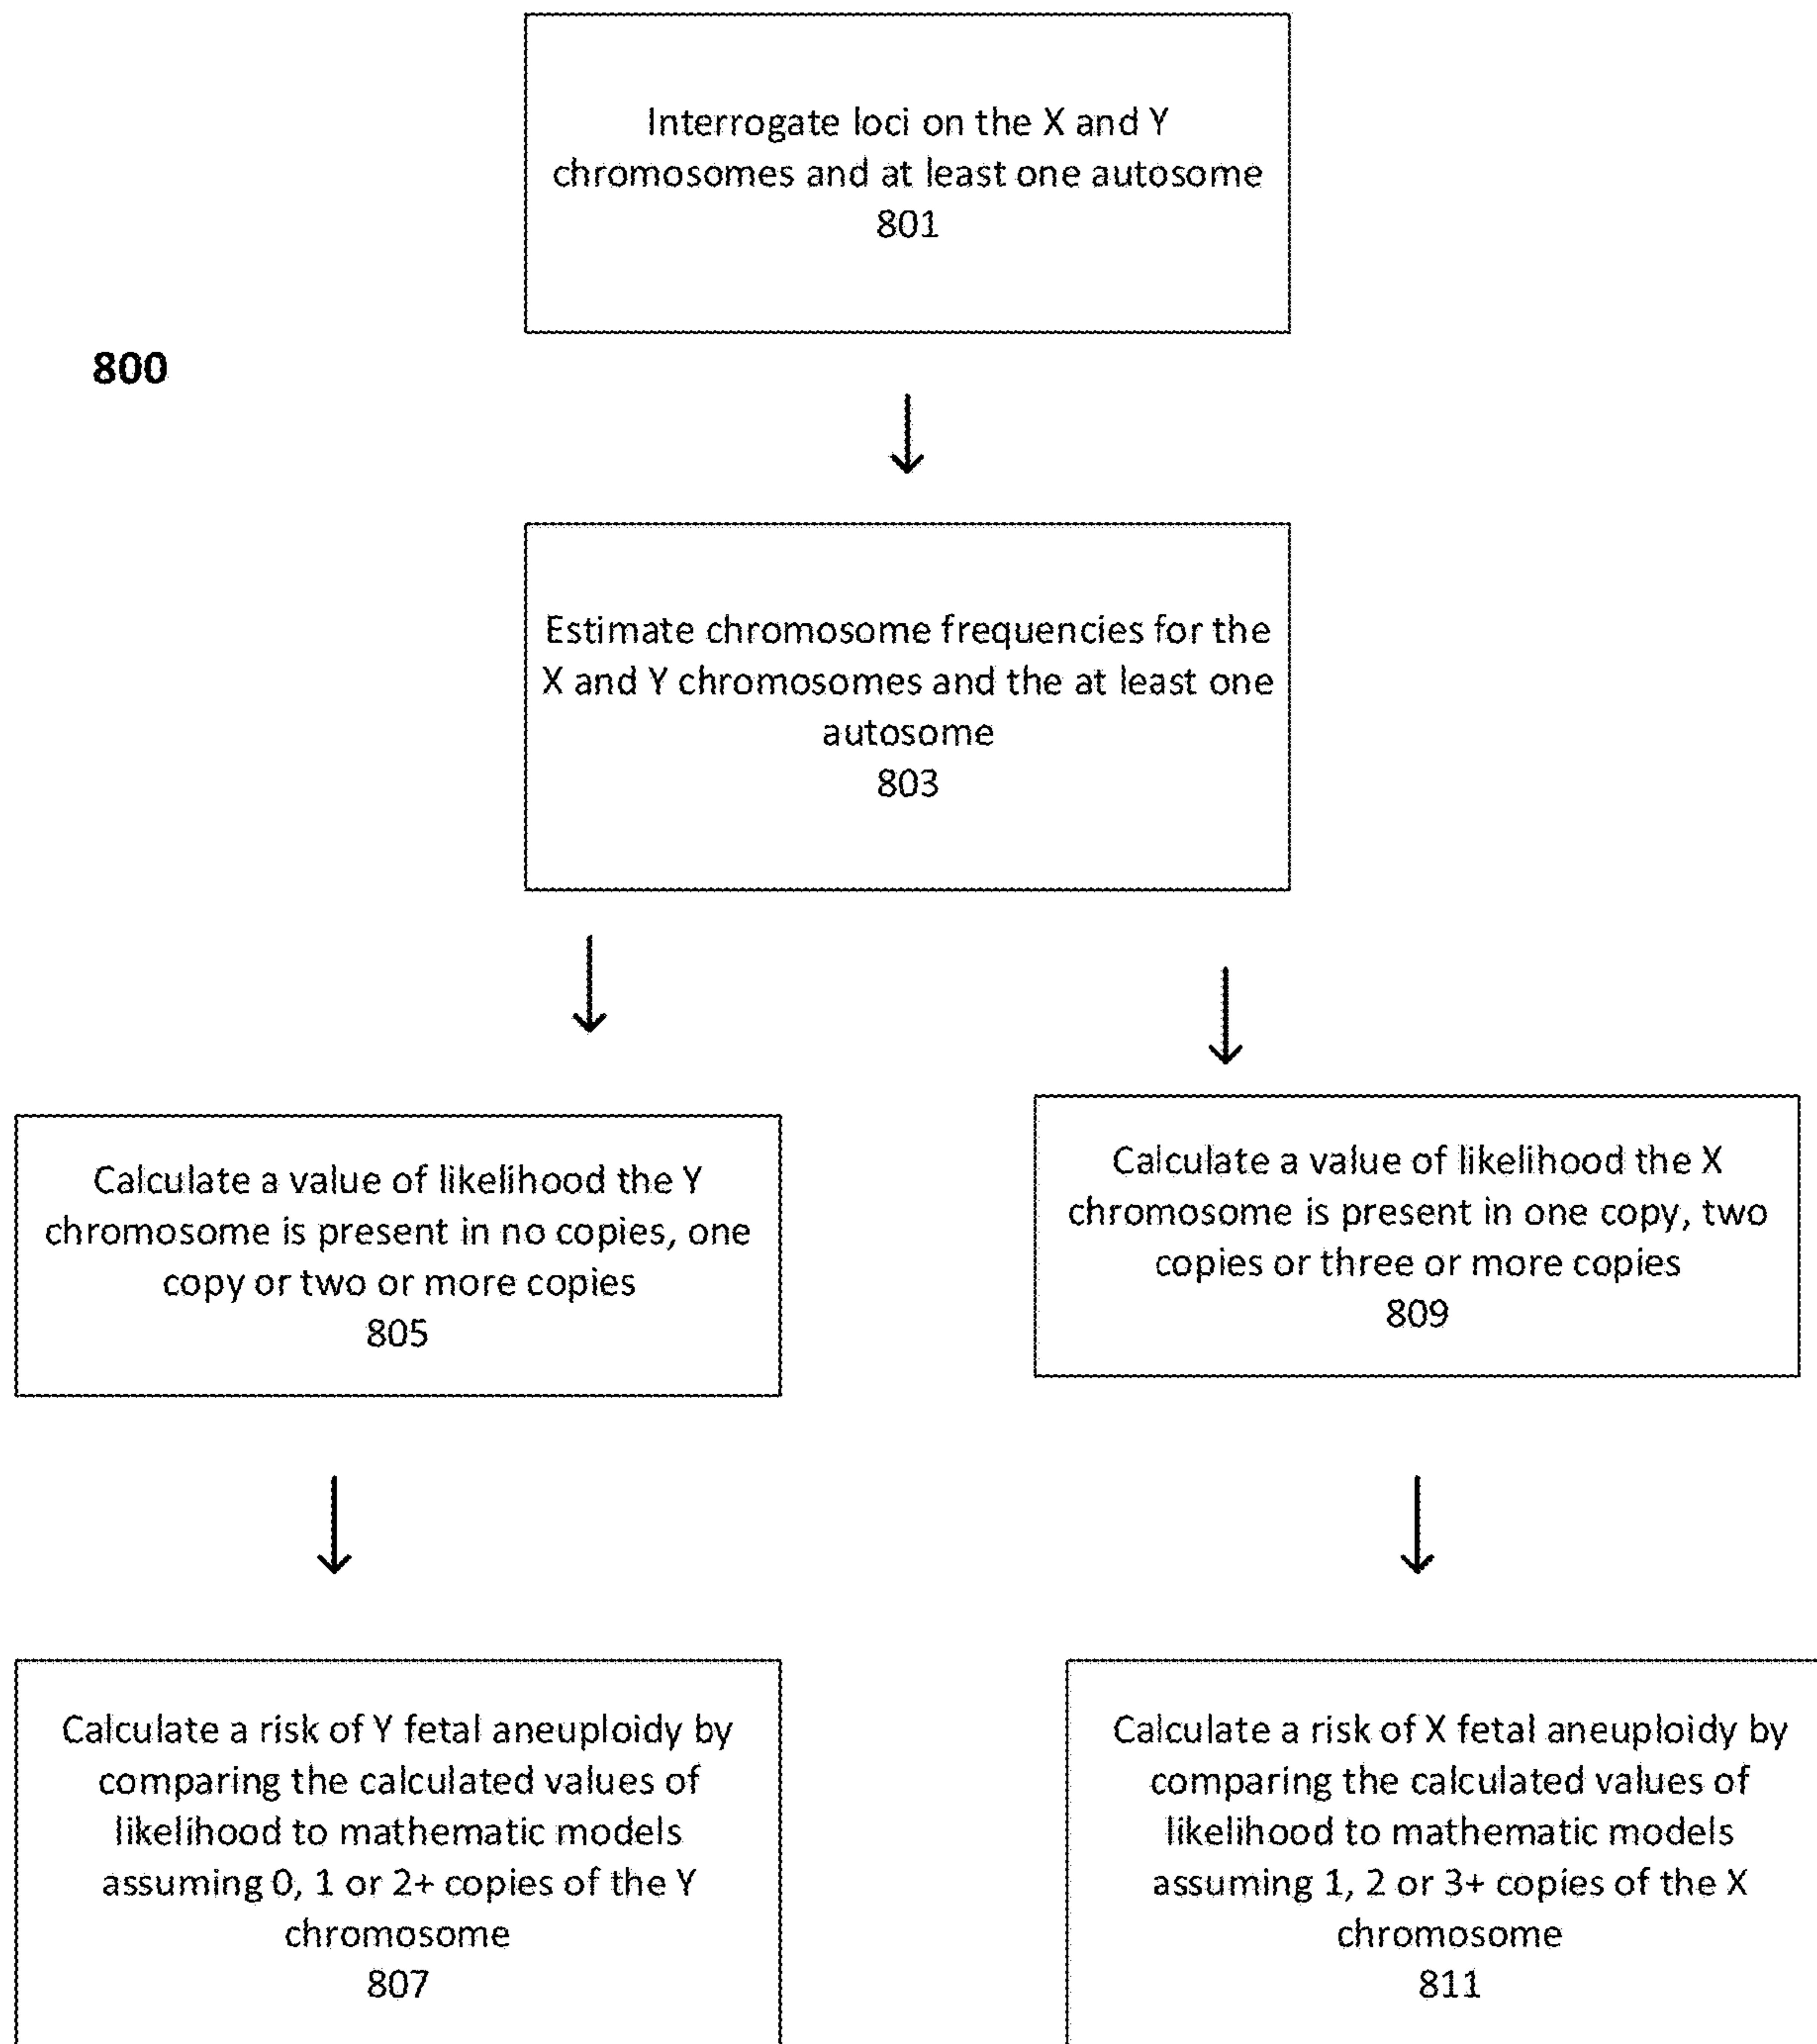 Interrogate loci on the X and Y
chromosomes and at least one autosome
801
800
Estimate chromosome frequencies for the
X and Y chromosomes and the at least one
autosome
803
Calculate a value of likelihood the Y
chromosome is present in no copies, one
copy or two or more copies
805
Calculate a value of likelihood the X
chromosome is present in one copy, two
copies or three or more copies
809
Calculate a risk of Y fetal aneuploidy by
comparing the calculated values of
likelihood to mathematic models
assuming 0, 1 or 2+ copies of the Y
chromosome
807
Calculate a risk of X fetal aneuploidy by
comparing the calculated values of
likelihood to mathematic models
assuming 1, 2 or 3+ copies of the X
chromosome
811